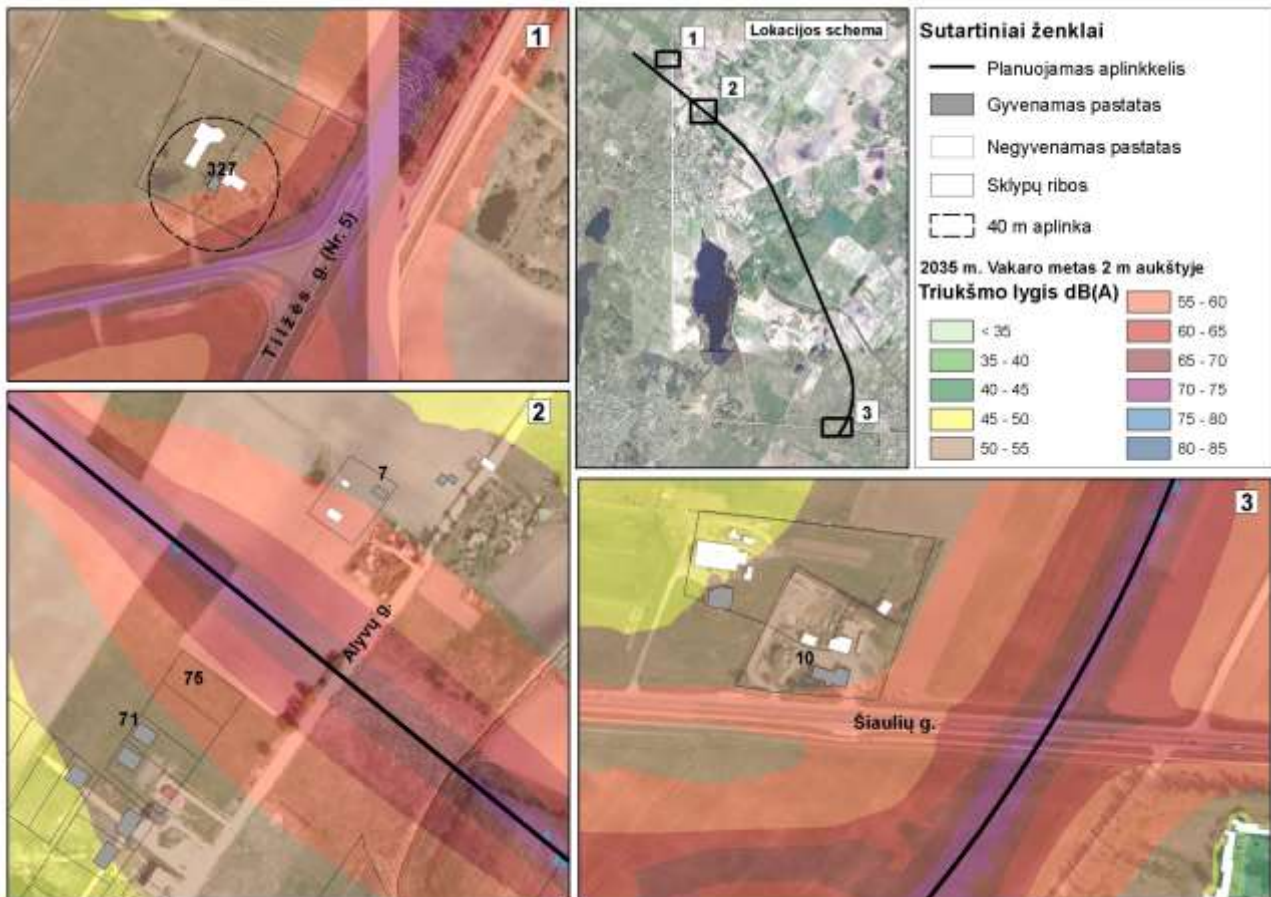 1
327
Tilžės g. (Nr. 5)
Lokacijos schema
1
2
3
Sutartiniai ženklai
Planuojamas aplinkkelis
Gyvenamas pastatas
Negyvenamas pastatas
Sklypų ribos
40 m aplinka
2035 m. Vakaro metas 2 m aukštyje
Triukšmo lygis dB(A)
< 35
35 - 40
40 - 45
45 - 50
50 - 55
55 - 60
60 - 65
65 - 70
70 - 75
75 - 80
80 - 85
2
7
Alyvų g.
75
71
3
10
Šiaulių g.